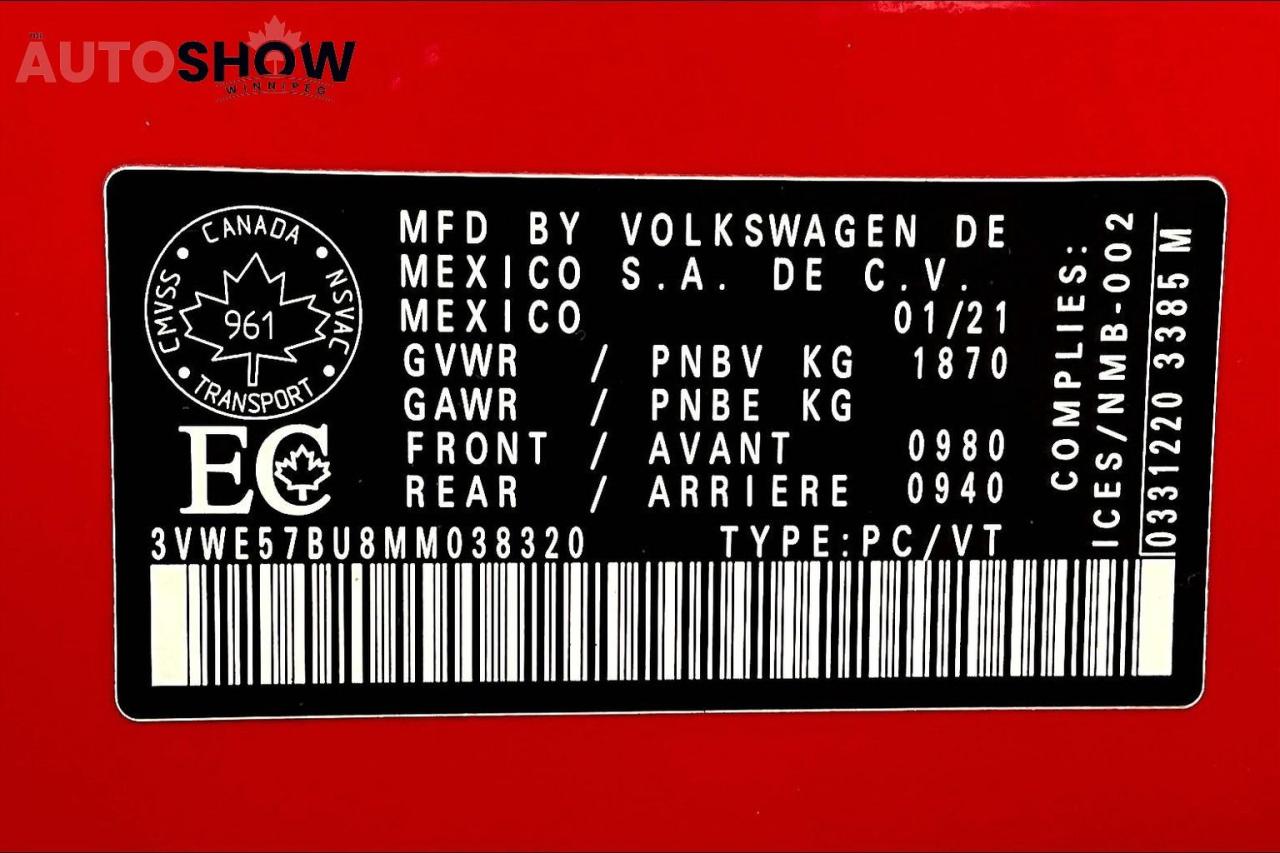 THE
AUTOSHOW
WINNIPEG
CANADA
CMVSS
NSVAC
961
TRANSPORT
EC
MFD BY VOLKSWAGEN DE
MEXICO S.A. DE C.V.
MEXICO 01/21
GVWR / PNBV KG 1870
GAWR / PNBE KG
FRONT / AVANT 0980
REAR / ARRIERE 0940
3VWE57BU8MM038320 TYPE:PC/VT
COMPLIES:
ICES/NMB-002
0331220 3385 M